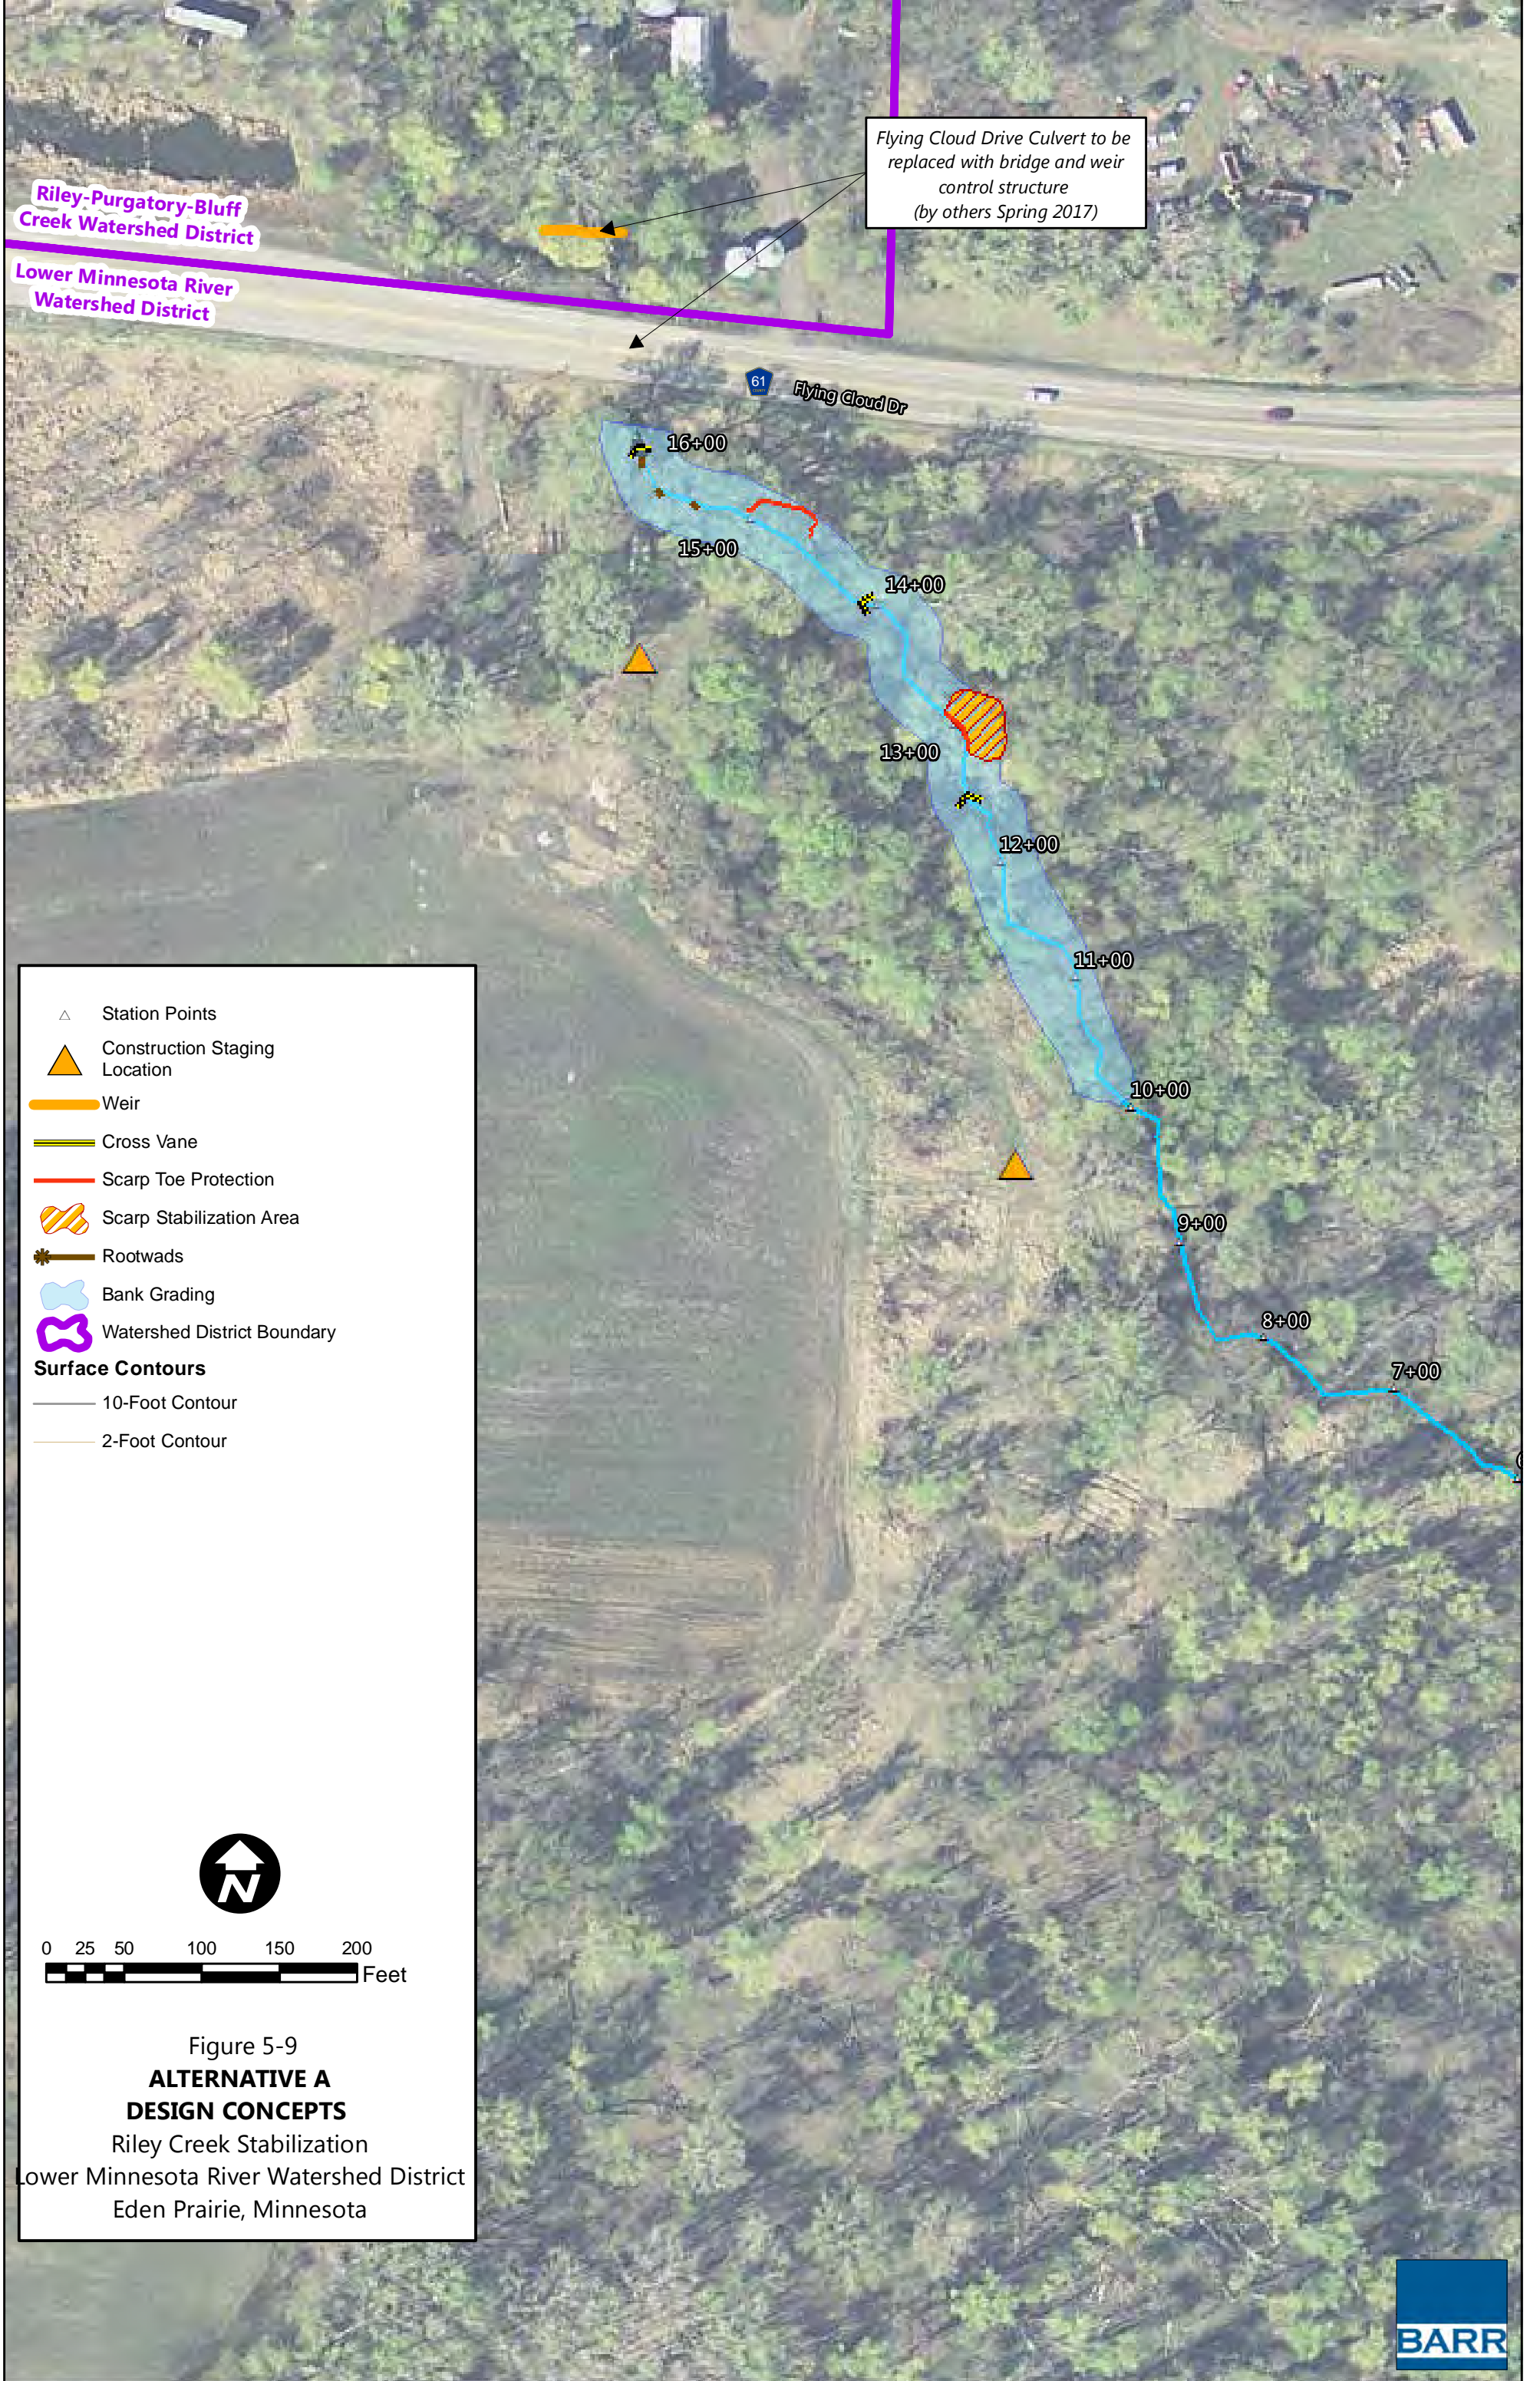 Flying Cloud Drive Culvert to be
replaced with bridge and weir
control structure
(by others Spring 2017)
Riley-Purgatory-Bluff
Creek Watershed District
Lower Minnesota River
Watershed District
61
Flying Cloud Dr
16+00
15+00
14+00
13+00
12+00
11+00
10+00
9+00
8+00
7+00
Station Points
Construction Staging
Location
Weir
Cross Vane
Scarp Toe Protection
Scarp Stabilization Area
Rootwads
Bank Grading
Watershed District Boundary
Surface Contours
10-Foot Contour
2-Foot Contour
N
0 25 50 100 150 200
Feet
Figure 5-9
ALTERNATIVE A
DESIGN CONCEPTS
Riley Creek Stabilization
Lower Minnesota River Watershed District
Eden Prairie, Minnesota
BARR